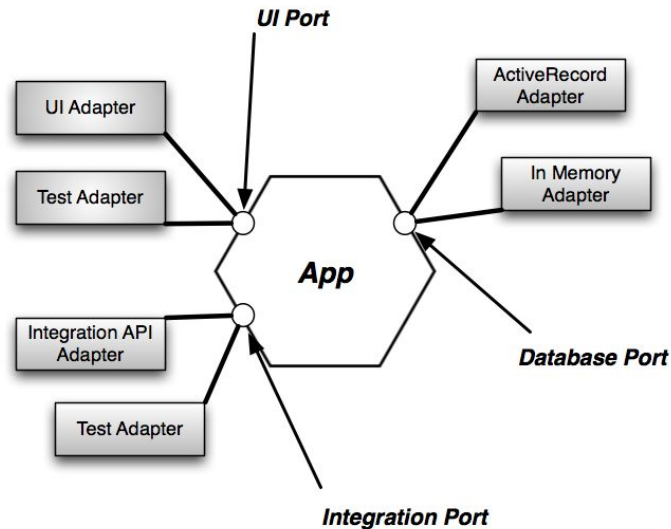 UI Port
UI Adapter
Test Adapter
ActiveRecord
Adapter
In Memory
Adapter
App
Integration API
Adapter
Test Adapter
Database Port
Integration Port